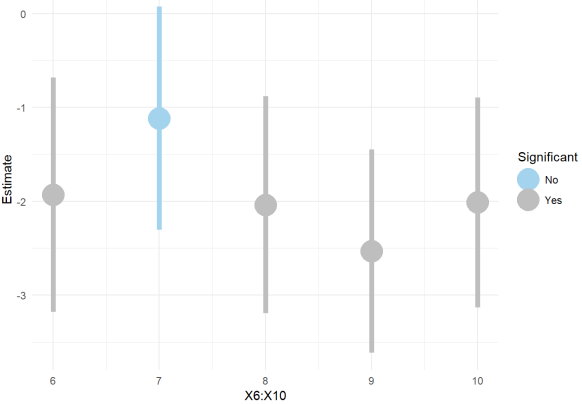 0
-1
-2
-3
Estimate
6 7 8 9 10
X6:X10
Significant
No
Yes